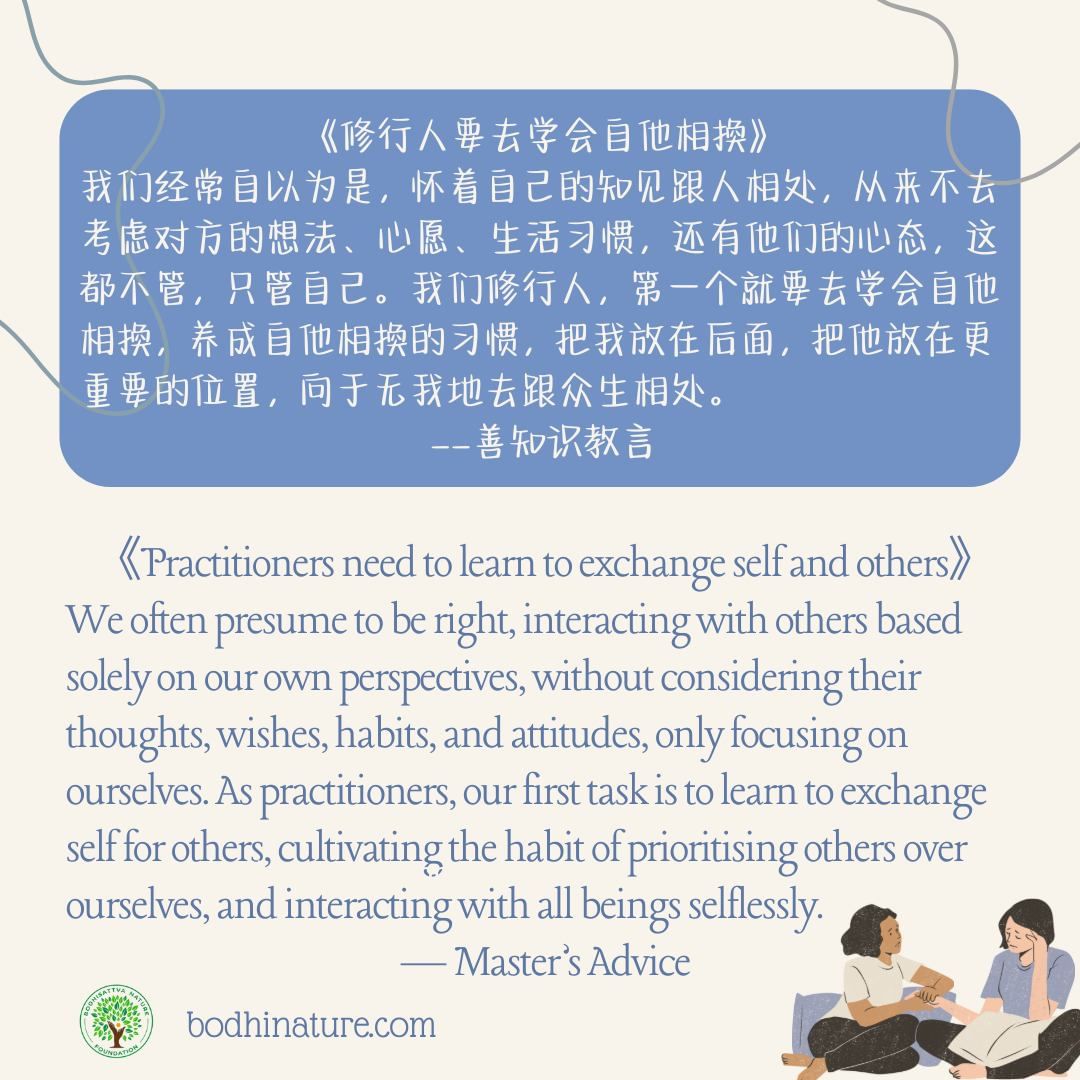 《修行人要去学会自他相换》
我们经常自以为是，怀着自己的知见跟人相处，从来不去
考虑对方的想法、心愿、生活习惯，还有他们的心态，这
都不管，只管自己。我们修行人，第一个就要去学会自他
相换，养成自他相换的习惯，把我放在后面，把他放在更
重要的位置，向于无我地去跟众生相处。
--善知识教言
《Practitioners need to learn to exchange self and others》
We often presume to be right, interacting with others based
solely on our own perspectives, without considering their
thoughts, wishes, habits, and attitudes, only focusing on
ourselves. As practitioners, our first task is to learn to exchange
self for others, cultivating the habit of prioritising others over
ourselves, and interacting with all beings selflessly.
— Master's Advice
BODHISATTVA NATURE
FOUNDATION
bodhinature.com